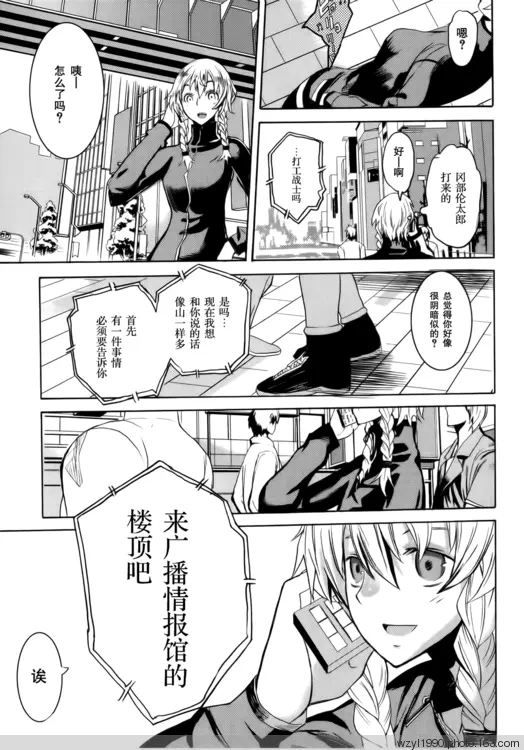 嗯？
冈部伦太郎
打来的
好—啊
…打工战士吗
咦—
怎么了吗？
总觉得你好像
很阴暗似的？
是吗…
现在我想
和你说的话
像山一样多
首先
有一件事情
必须要告诉你
来广播情报馆的
楼顶吧
诶
wzyl1990.photo.163.com